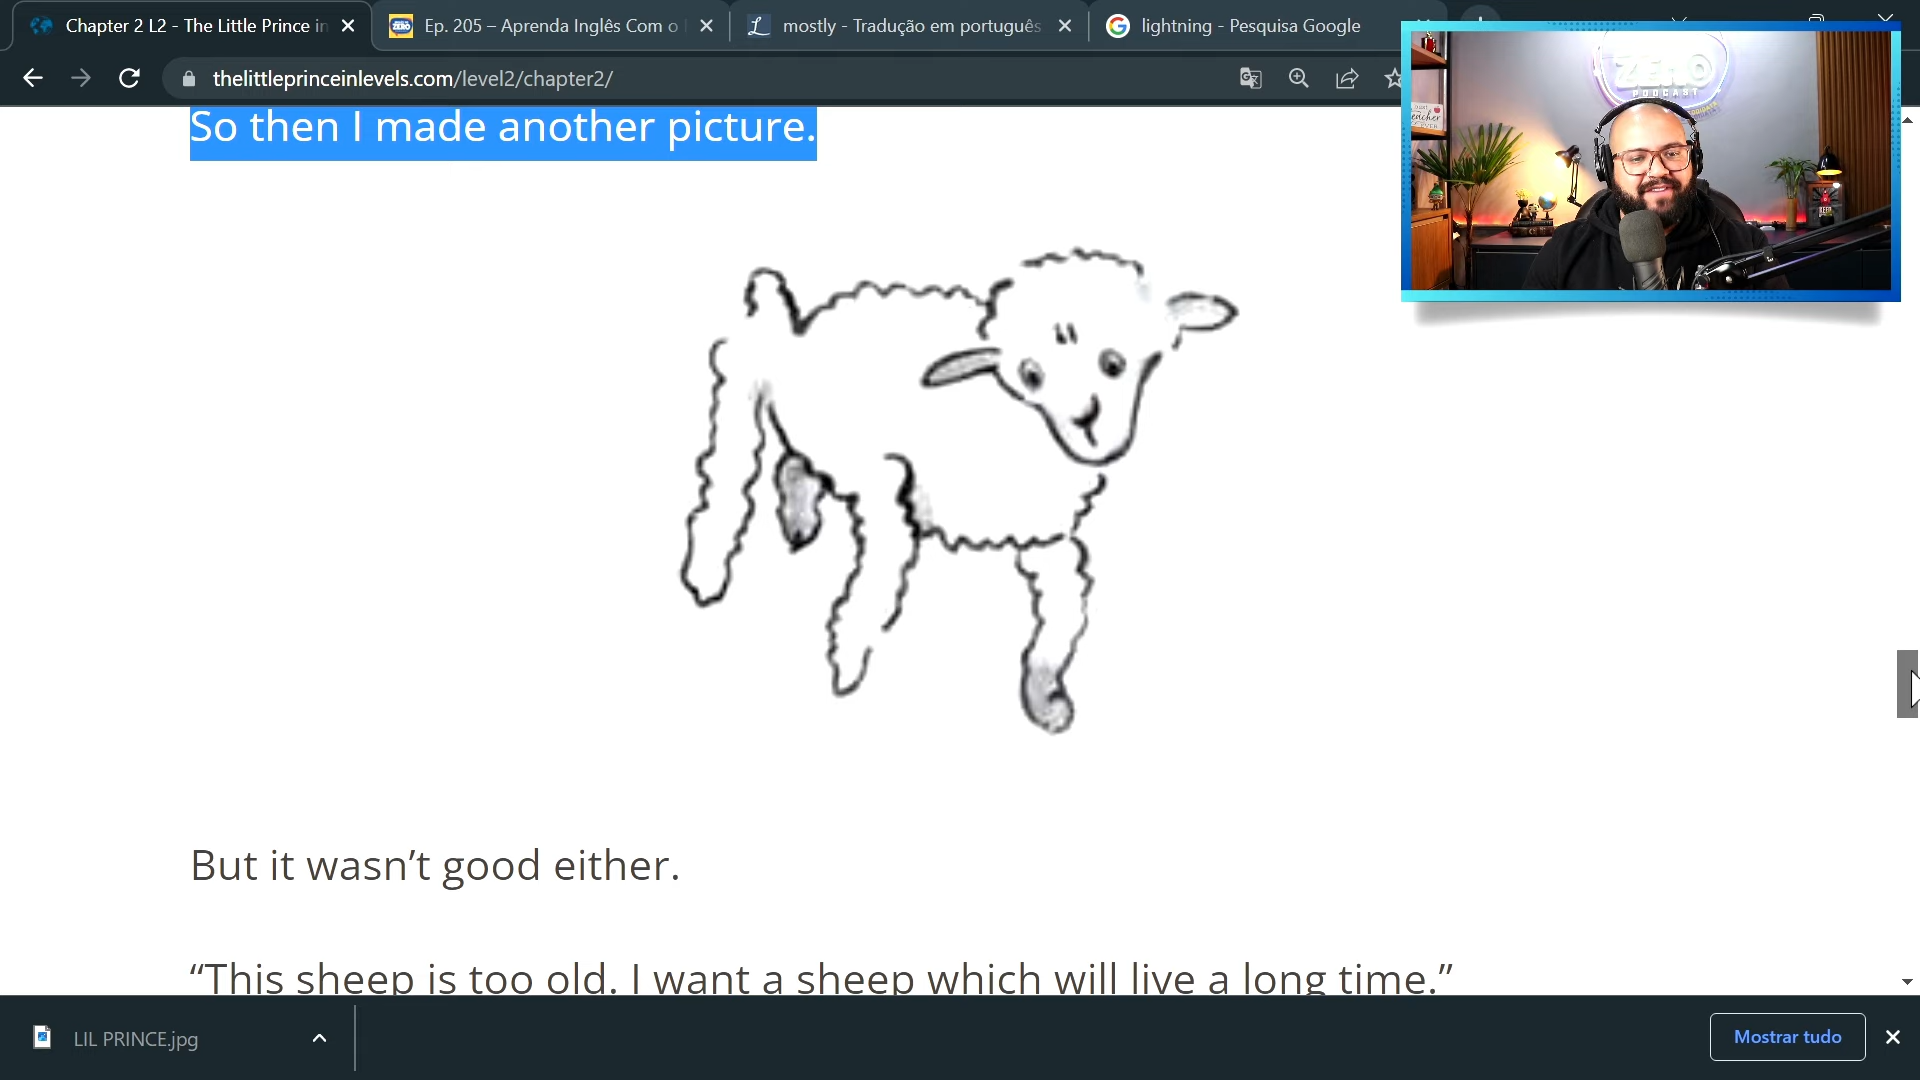 Chapter 2 L2 - The Little Prince in
Ep. 205 – Aprenda Inglês Com o
mostly - Tradução em português
lightning - Pesquisa Google
thelittleprinceinlevels.com/level2/chapter2/
ZERO
PODCAST
So then I made another picture.
But it wasn’t good either.
“This sheep is too old. I want a sheep which will live a long time.”
LIL PRINCE.jpg
Mostrar tudo